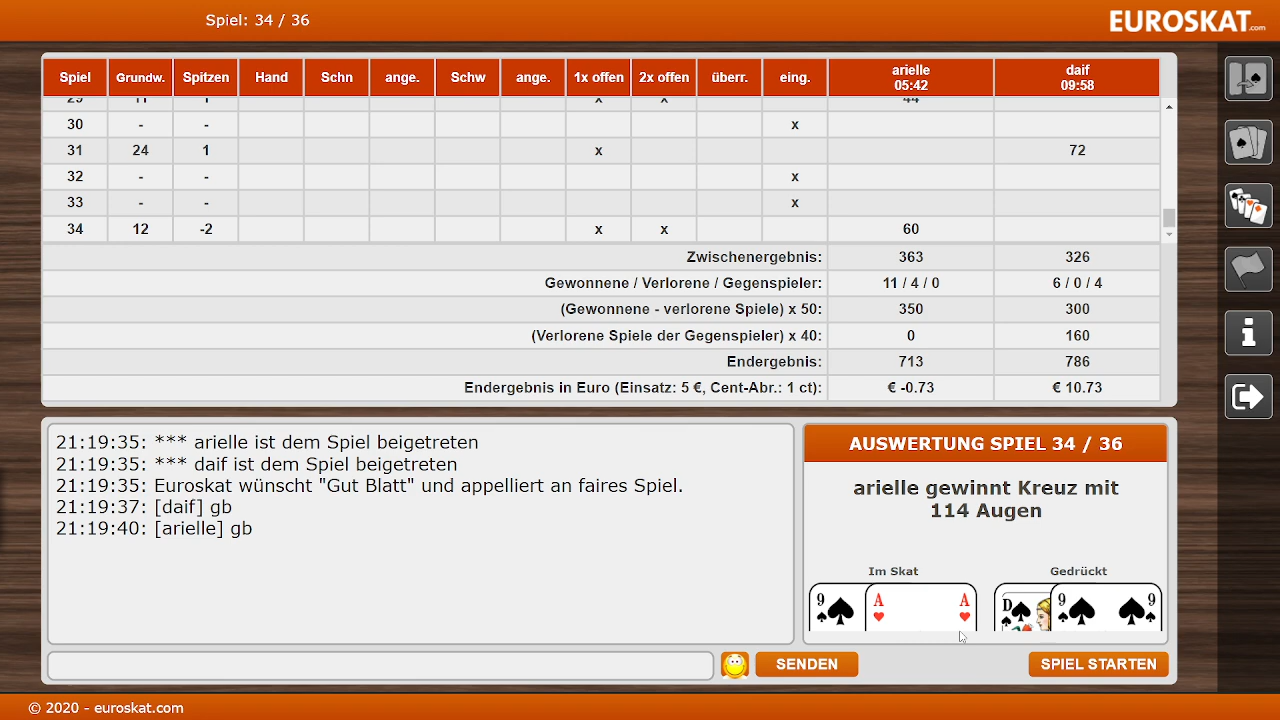 Spiel: 34 / 36
EUROSKAT.com
Spiel Grundw. Spitzen Hand Schn ange. Schw ange. 1x offen 2x offen überr. eing. arielle 05:42 daif 09:58
29 11 1 x x 44
30 - - x
31 24 1 x 72
32 - - x
33 - - x
34 12 -2 x x 60
Zwischenergebnis: 363 326
Gewonnene / Verlorene / Gegenspieler: 11 / 4 / 0 6 / 0 / 4
(Gewonnene - verlorene Spiele) x 50: 350 300
(Verlorene Spiele der Gegenspieler) x 40: 0 160
Endergebnis: 713 786
Endergebnis in Euro (Einsatz: 5 €, Cent-Abr.: 1 ct): € -0.73 € 10.73
21:19:35: *** arielle ist dem Spiel beigetreten
21:19:35: *** daif ist dem Spiel beigetreten
21:19:35: Euroskat wünscht "Gut Blatt" und appelliert an faires Spiel.
21:19:37: [daif] gb
21:19:40: [arielle] gb
AUSWERTUNG SPIEL 34 / 36
arielle gewinnt Kreuz mit
114 Augen
Im Skat Gedrückt
9 A A D 9 9
SENDEN
SPIEL STARTEN
© 2020 - euroskat.com